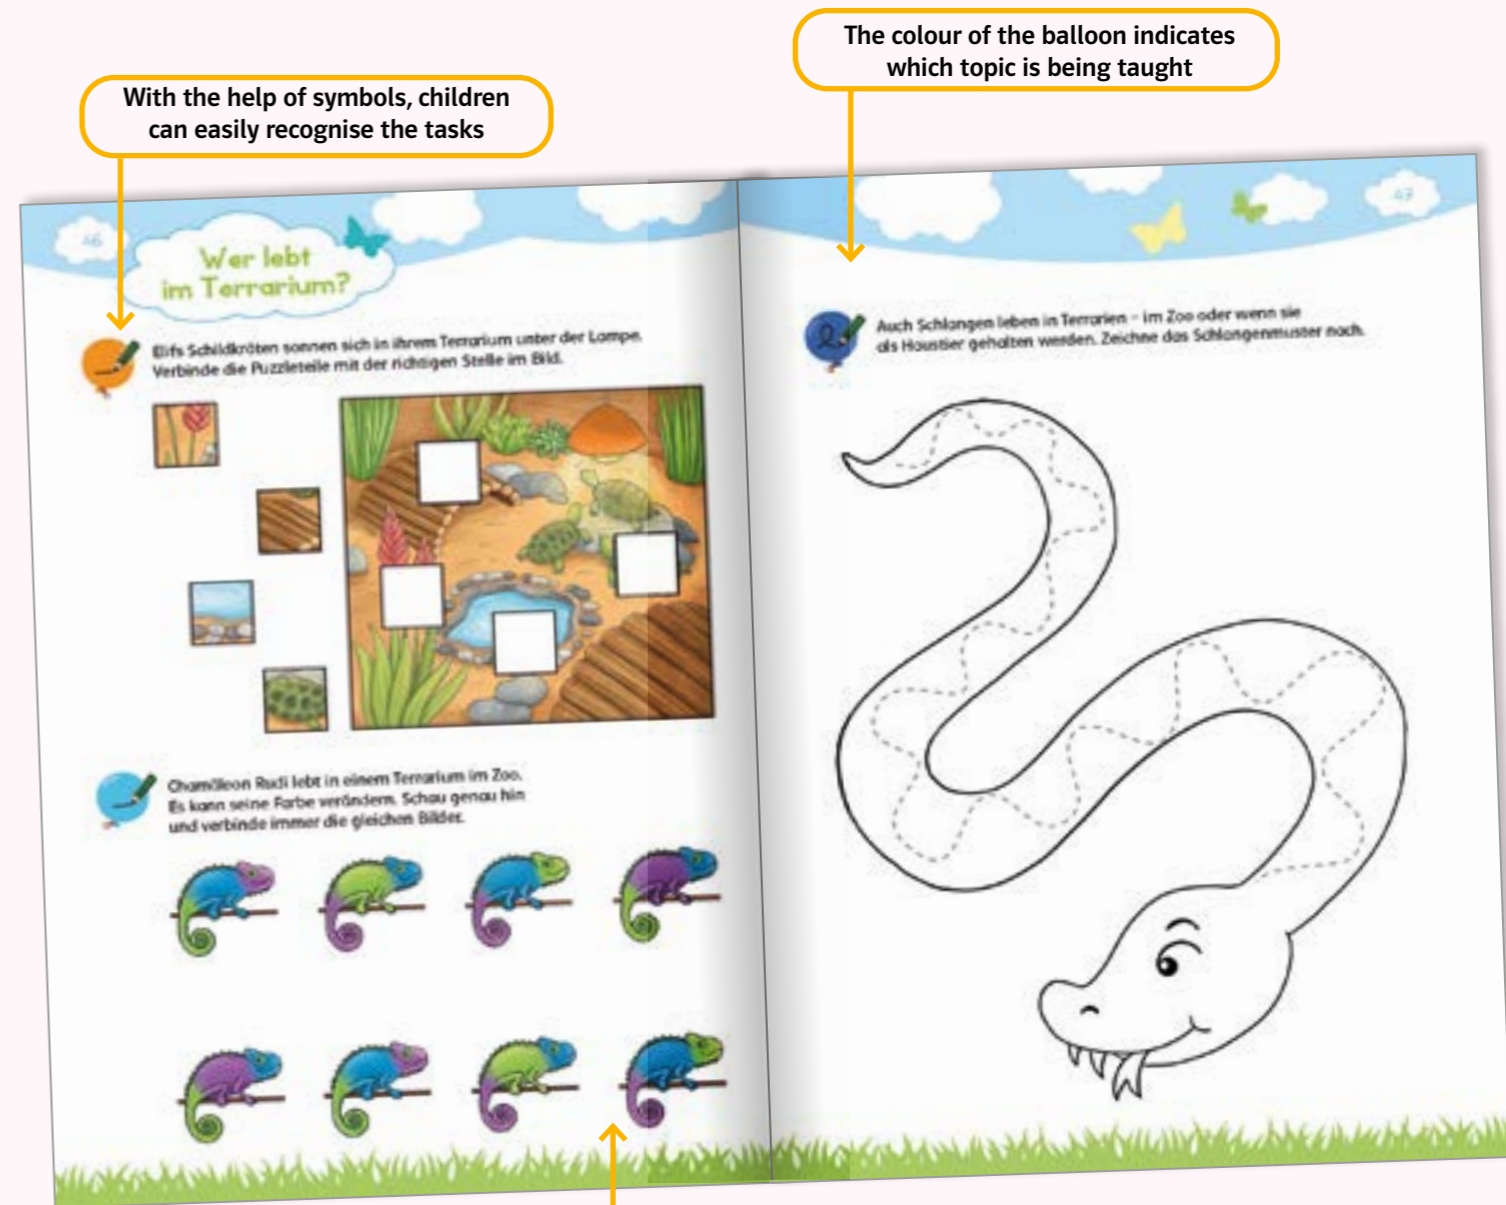 The colour of the balloon indicates
which topic is being taught
With the help of symbols, children
can easily recognise the tasks
46
Wer lebt
im Terrarium?
Elifs Schildkröten sonnen sich in ihrem Terrarium unter der Lampe.
Verbinde die Puzzleteile mit der richtigen Stelle im Bild.
Chamäleon Rudi lebt in einem Terrarium im Zoo.
Es kann seine Farbe verändern. Schau genau hin
und verbinde immer die gleichen Bilder.
47
Auch Schlangen leben in Terrarien – im Zoo oder wenn sie
als Haustier gehalten werden. Zeichne das Schlangenmuster nach.